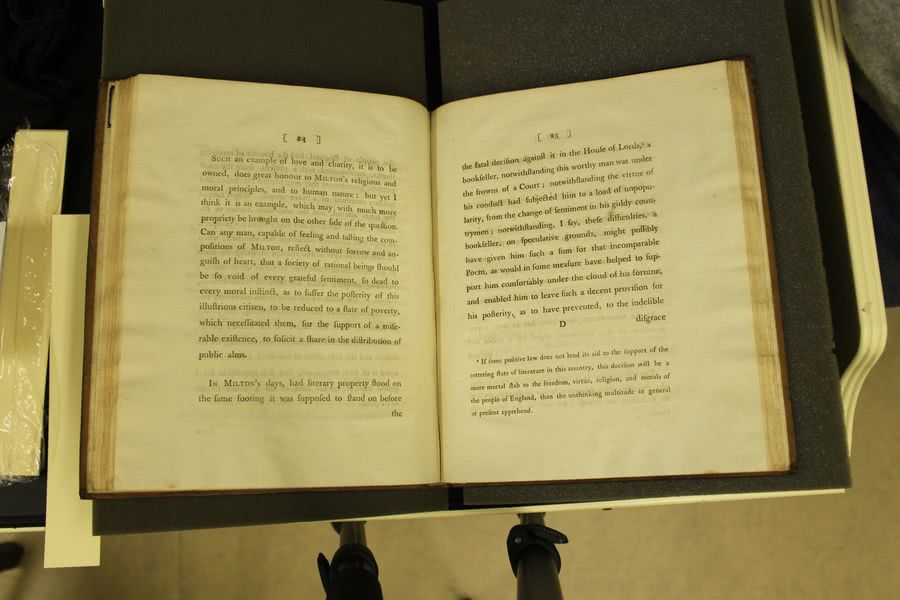 [ 24 ]
Such an example of love and charity, it is to be
owned, does great honour to MILTON's religious and
moral principles, and to human nature; but yet I
think it is an example, which may with much more
propriety be brought on the other side of the question.
Can any man, capable of feeling and tasting the com-
positions of MILTON, reflect without sorrow and an-
guish of heart, that a society of rational beings should
be so void of every grateful sentiment, so dead to
every moral instinct, as to suffer the posterity of this
illustrious citizen, to be reduced to a state of poverty,
which necessitated them, for the support of a mise-
rable existence, to solicit a share in the distribution of
public alms.
IN MILTON's days, had literary property stood on
the same footing it was supposed to stand on before
the
[ 25 ]
the fatal decision against it in the House of Lords,* a
bookseller, notwithstanding this worthy man was under
the frowns of a Court; notwithstanding the virtue of
his conduct had subjected him to a load of unpopu-
larity, from the change of sentiment in his giddy coun-
trymen; notwithstanding, I say, these difficulties, a
bookseller, on speculative grounds, might possibly
have given him such a sum for that incomparable
Poem, as would in some measure have helped to sup-
port him comfortably under the cloud of his fortune,
and enabled him to leave such a decent provision for
his posterity, as to have prevented, to the indelible
D disgrace
* If some positive law does not lend its aid to the support of the
tottering state of literature in this country, this decision will be a
more mortal stab to the freedom, virtue, religion, and morals of
the people of England, than the unthinking multitude in general
at present apprehend.